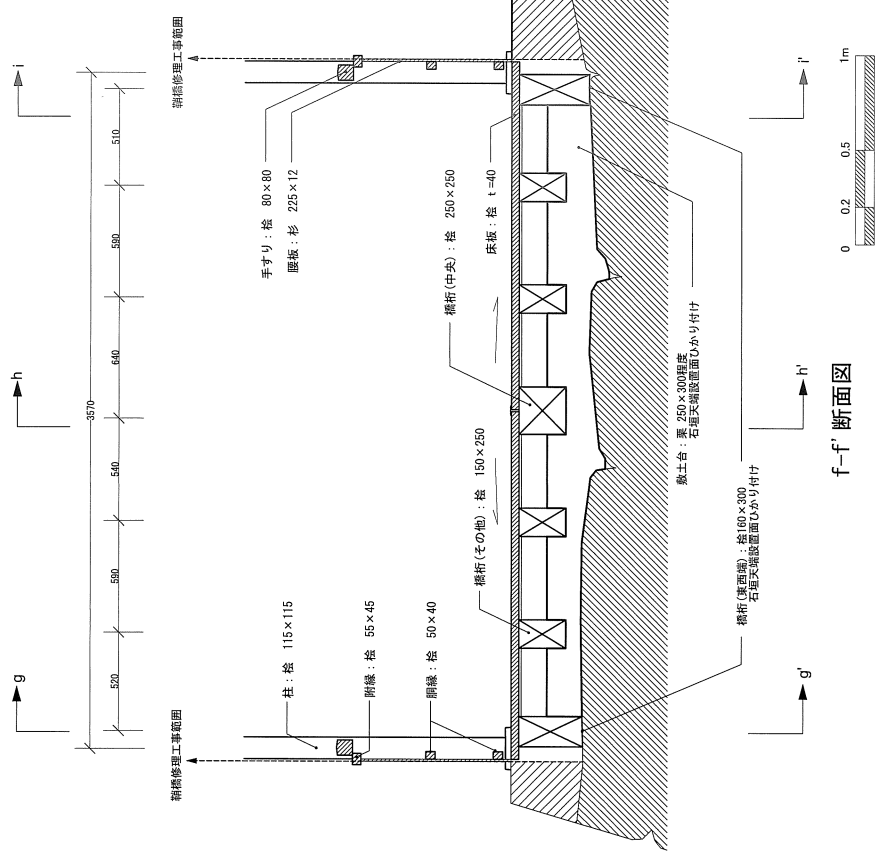 g
h
i
3570
520
590
540
640
590
510
鞘橋修理工事範囲
鞘橋修理工事範囲
柱：桧 115×115
附縁：桧 55×45
胴縁：桧 50×40
手すり：桧 80×80
腰板：杉 225×12
橋桁(その他)：桧 150×250
橋桁(中央)：桧 250×250
床板：桧 t=40
敷土台：栗 250×300程度
石垣天端設置面ひかり付け
橋桁(東西端)：桧160×300
石垣天端設置面ひかり付け
g'
h'
i'
f-f' 断面図
0
0.2
0.5
1m